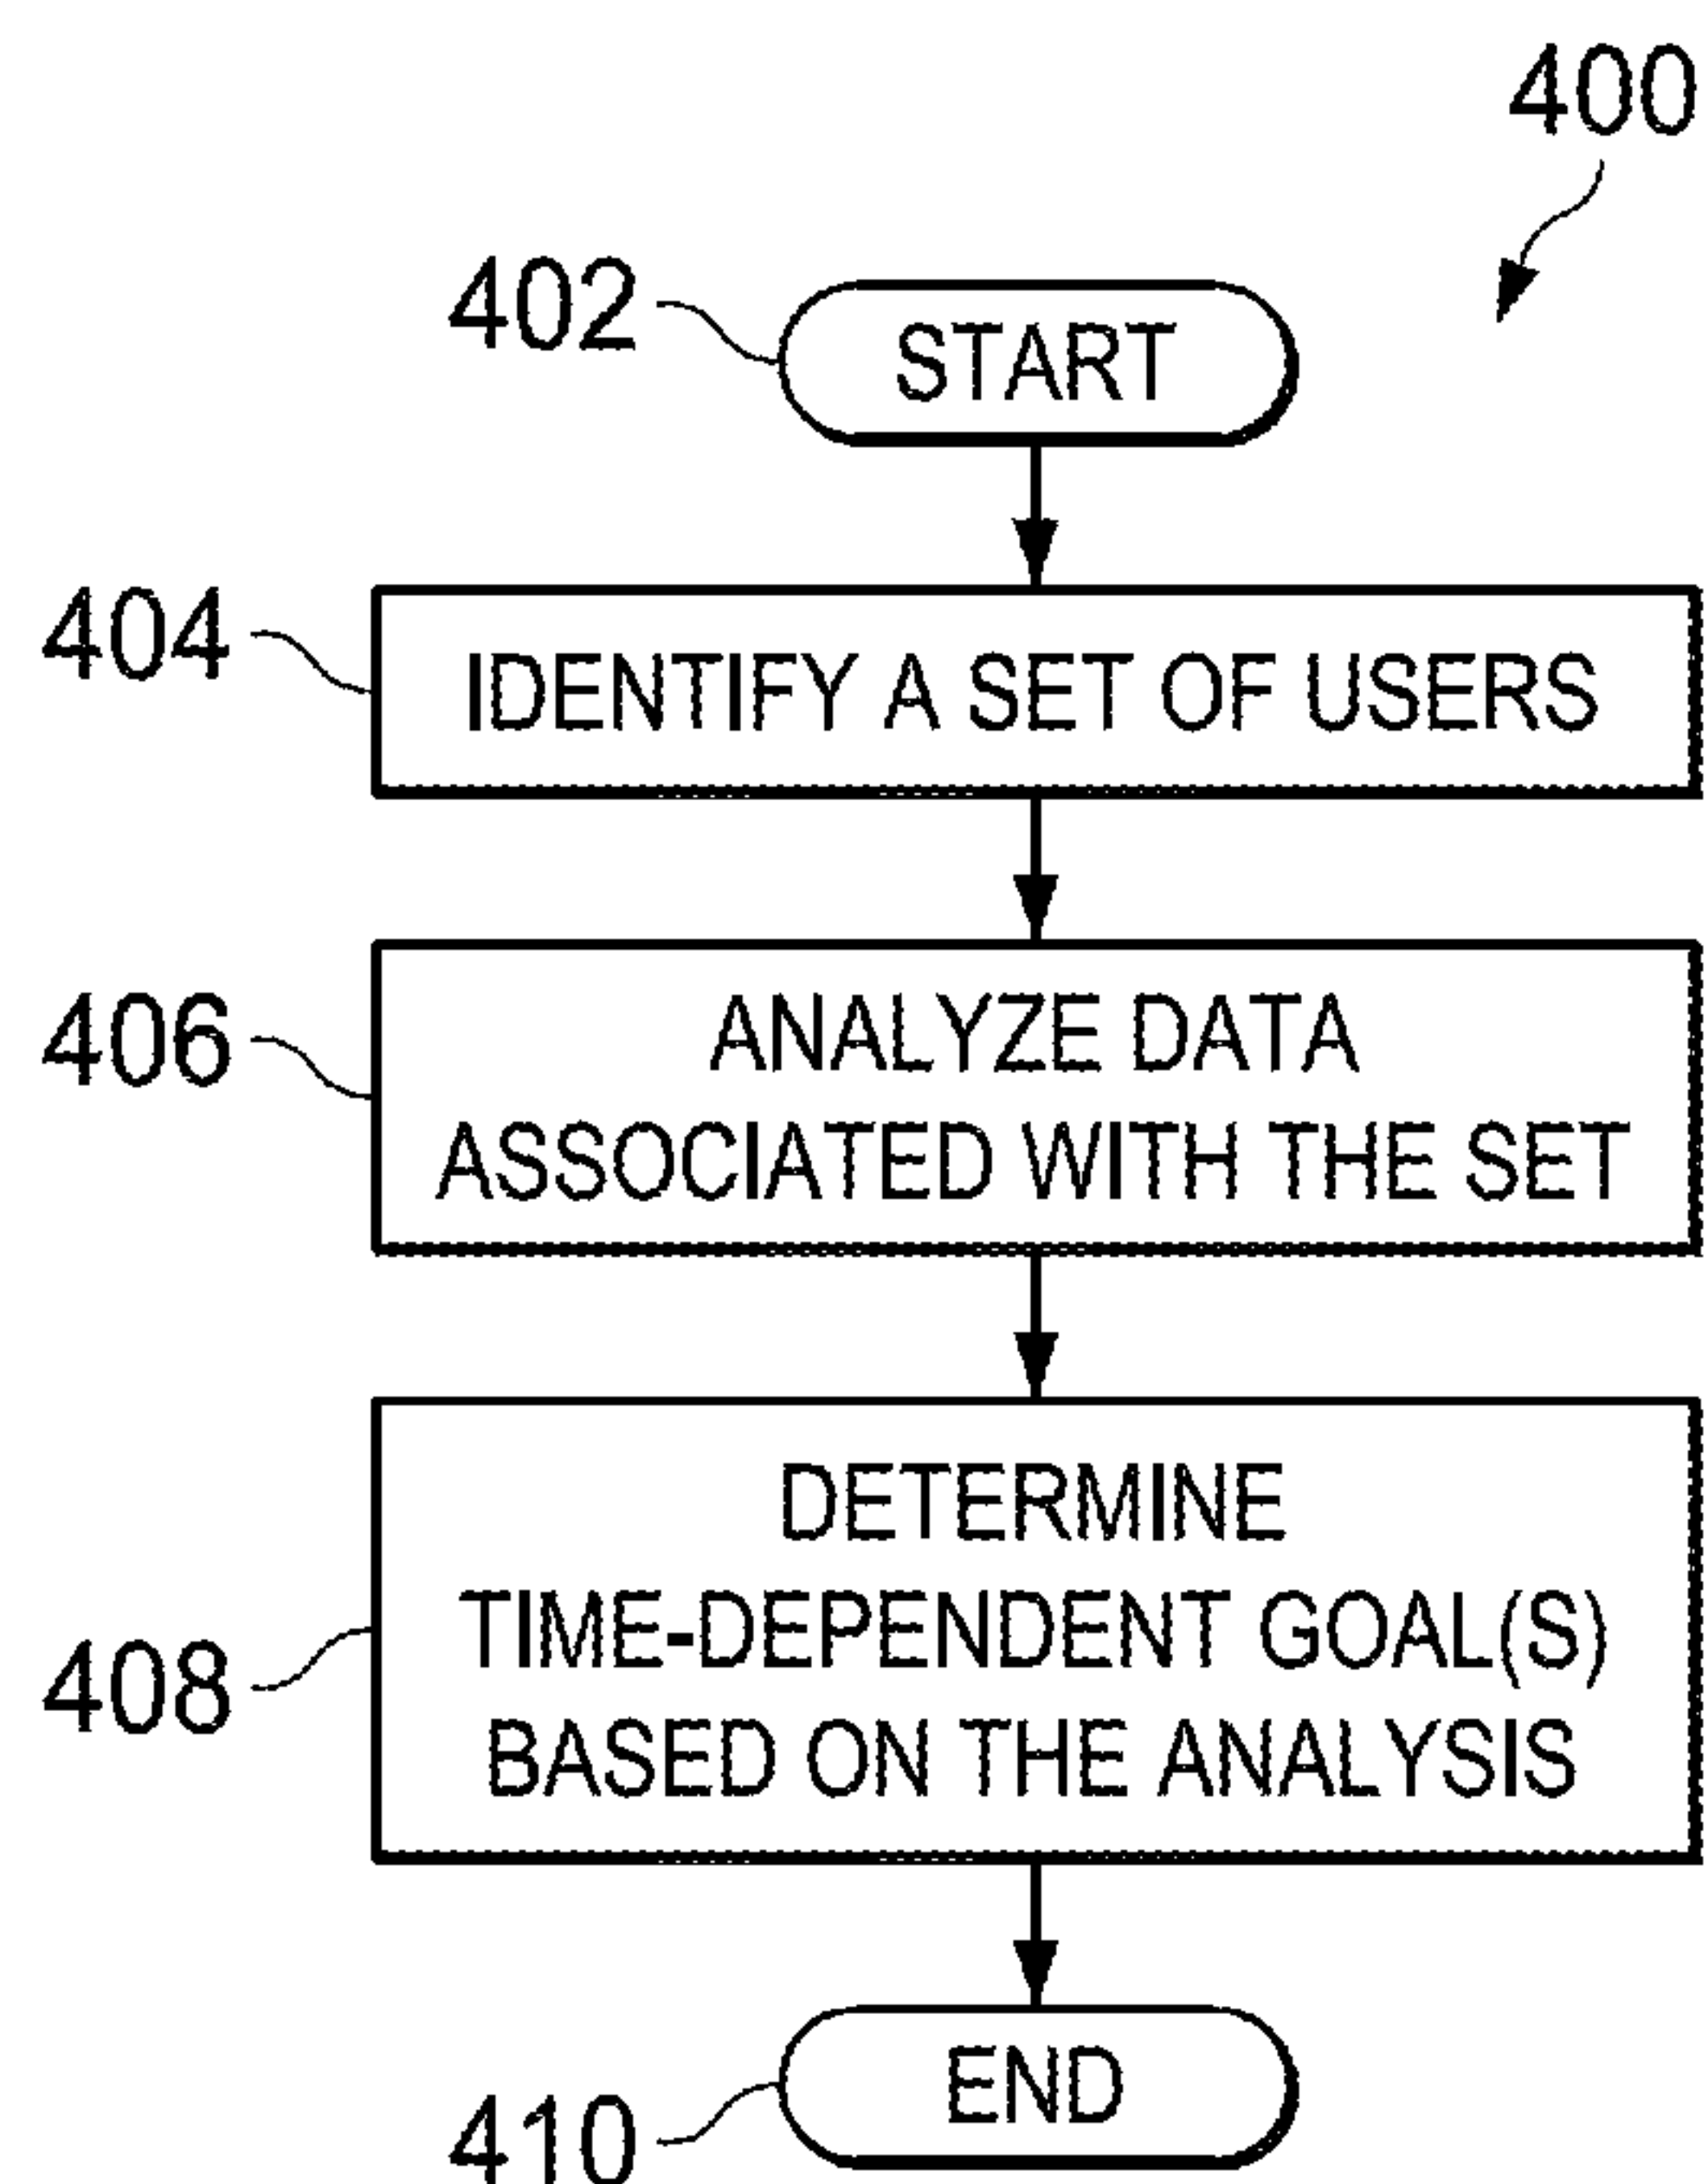 400
402
START
404
IDENTIFY A SET OF USERS
406
ANALYZE DATA
ASSOCIATED WITH THE SET
408
DETERMINE
TIME-DEPENDENT GOAL(S)
BASED ON THE ANALYSIS
410
END